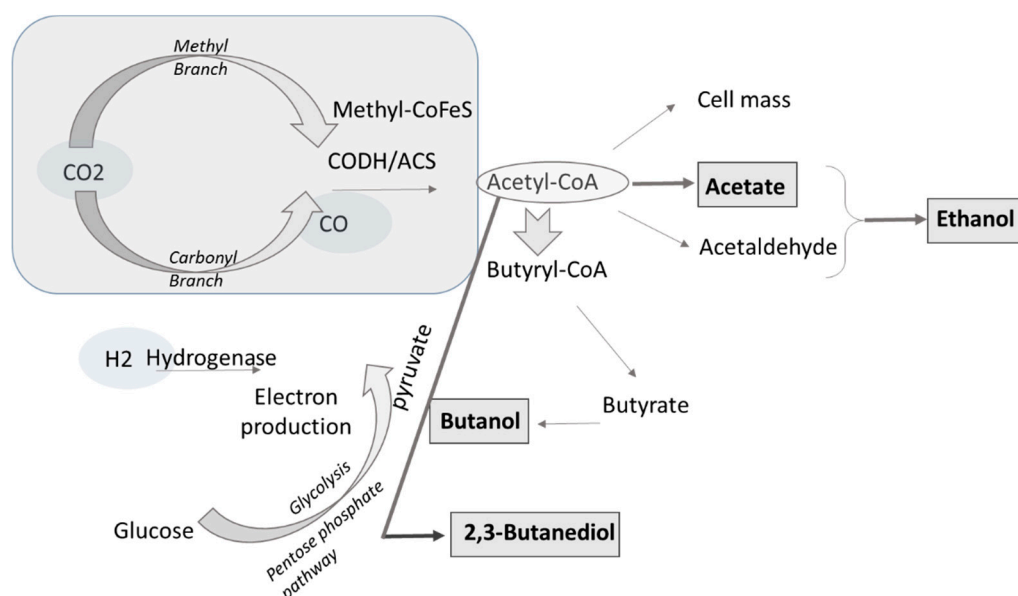 Methyl
Branch
Methyl-CoFeS
CO2
CODH/ACS
CO
Carbonyl
Branch
Cell mass
Acetyl-CoA
Acetate
Ethanol
Acetaldehyde
Butyryl-CoA
H2 Hydrogenase
Electron
production
pyruvate
Butanol
Butyrate
Glycolysis
Glucose
Pentose phosphate
pathway
2,3-Butanediol